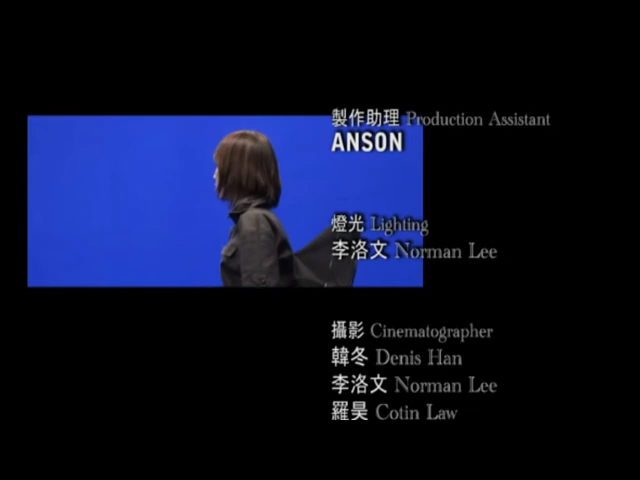 製作助理 Production Assistant
ANSON
燈光 Lighting
李洛文 Norman Lee
攝影 Cinematographer
韓冬 Denis Han
李洛文 Norman Lee
羅昊 Cotin Law